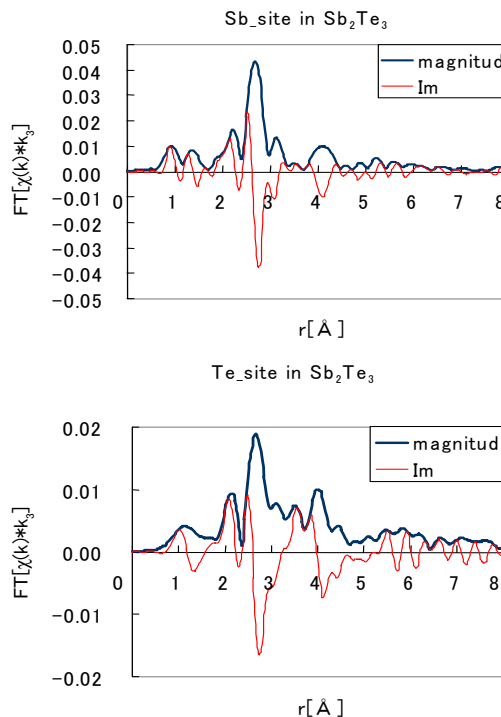 Sb_site in Sb₂Te₃
0.05
0.04
0.03
0.02
0.01
0.00
-0.01
-0.02
-0.03
-0.04
-0.05
FT[χ(k)*k₃]
magnitud
Im
0 1 2 3 4 5 6 7 8
r[Å]
Te_site in Sb₂Te₃
0.02
0.01
0.00
-0.01
-0.02
FT[χ(k)*k₃]
magnitud
Im
0 1 2 3 4 5 6 7 8
r[Å]